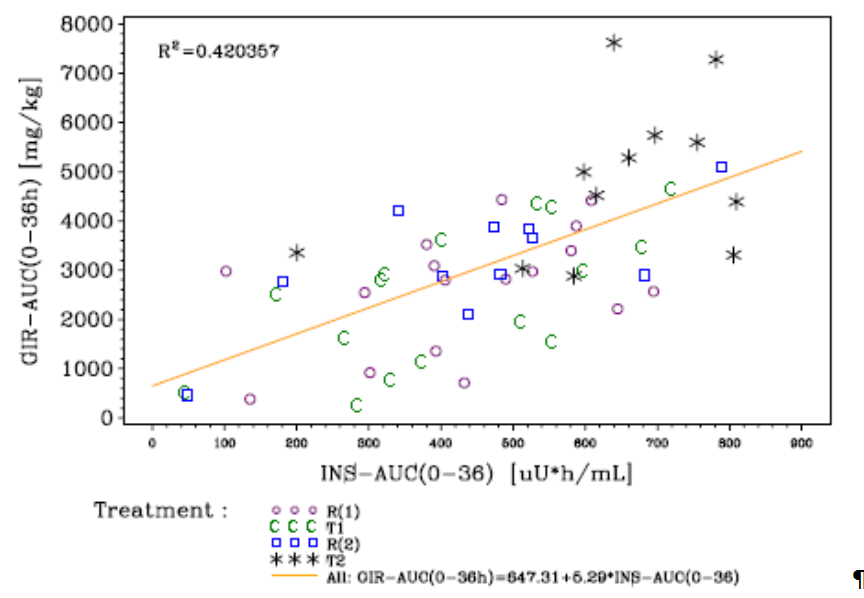 R²=0.420357
GIR-AUC(0-36h) [mg/kg]
8000
7000
6000
5000
4000
3000
2000
1000
0
0 100 200 300 400 500 600 700 800 900
INS-AUC(0-36) [uU*h/mL]
Treatment :
R(1)
T1
R(2)
T2
All: GIR-AUC(0-36h)=647.31+5.29*INS-AUC(0-36)
¶